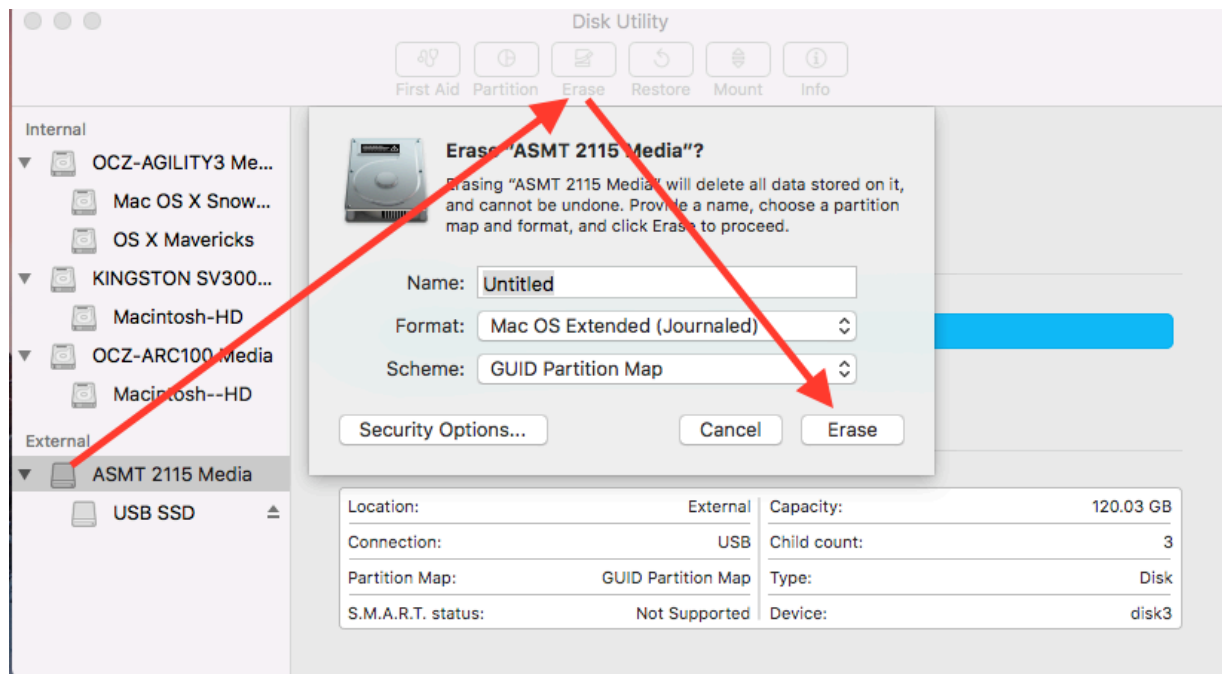 Disk Utility
First Aid Partition Erase Restore Mount Info
Internal
OCZ-AGILITY3 Me...
Mac OS X Snow...
OS X Mavericks
KINGSTON SV300...
Macintosh-HD
OCZ-ARC100 Media
Macintosh--HD
External
ASMT 2115 Media
USB SSD
Erase "ASMT 2115 Media"?
Erasing "ASMT 2115 Media" will delete all data stored on it,
and cannot be undone. Provide a name, choose a partition
map and format, and click Erase to proceed.
Name: Untitled
Format: Mac OS Extended (Journaled)
Scheme: GUID Partition Map
Security Options... Cancel Erase
Location: External Capacity: 120.03 GB
Connection: USB Child count: 3
Partition Map: GUID Partition Map Type: Disk
S.M.A.R.T. status: Not Supported Device: disk3